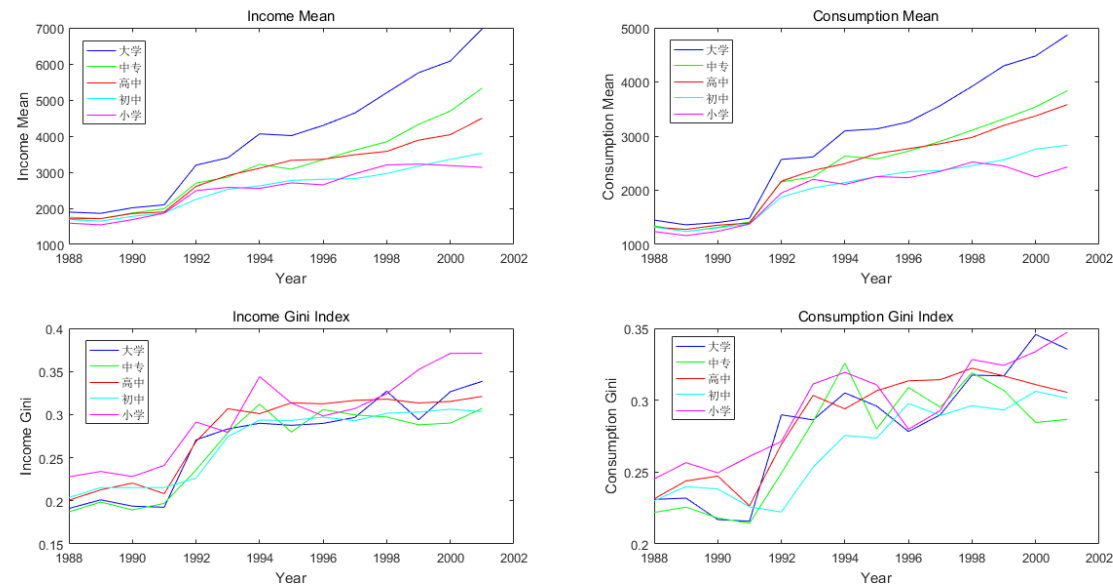 Income Mean
Income Mean
7000
6000
5000
4000
3000
2000
1000
大学
中专
高中
初中
小学
1988 1990 1992 1994 1996 1998 2000 2002
Year
Consumption Mean
Consumption Mean
5000
4000
3000
2000
1000
大学
中专
高中
初中
小学
1988 1990 1992 1994 1996 1998 2000 2002
Year
Income Gini Index
Income Gini
0.4
0.35
0.3
0.25
0.2
0.15
大学
中专
高中
初中
小学
1988 1990 1992 1994 1996 1998 2000 2002
Year
Consumption Gini Index
Consumption Gini
0.35
0.3
0.25
0.2
大学
中专
高中
初中
小学
1988 1990 1992 1994 1996 1998 2000 2002
Year